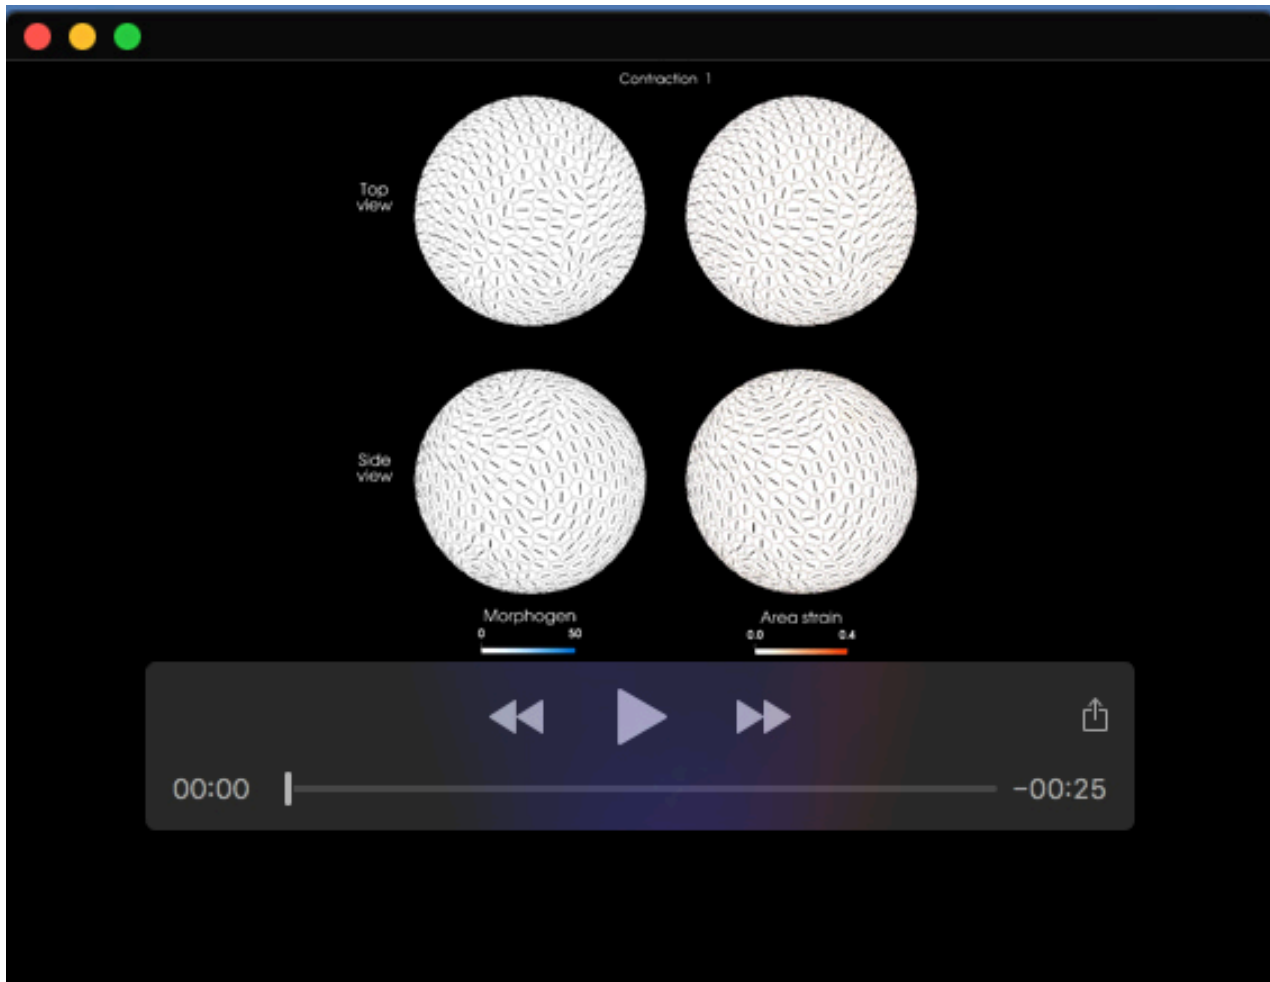 Contraction 1
Top
view
Side
view
Morphogen
0 50
Area strain
0.0 0.4
00:00
-00:25